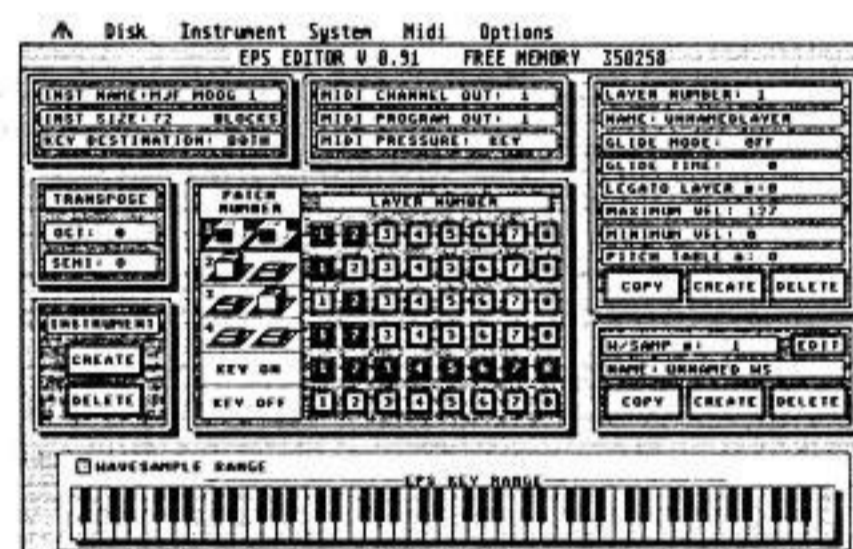 Disk Instrument System Midi Options
EPS EDITOR V 0.91 FREE MEMORY 350258
INST NAME:MJF MOOG 1
INST SIZE:72 BLOCKS
KEY DESTINATION: BOTH
MIDI CHANNEL OUT: 1
MIDI PROGRAM OUT: 1
MIDI PRESSURE: KEY
LAYER NUMBER: 1
NAME: UNNAMEDLAYER
GLIDE MODE: OFF
GLIDE TIME: 0
LEGATO LAYER #:0
MAXIMUM VEL: 127
MINIMUM VEL: 0
PITCH TABLE #: 0
COPY CREATE DELETE
TRANSPOSE
OCT: 0
SEMI: 0
INSTRUMENT
CREATE
DELETE
PATCH NUMBER
LAYER NUMBER
1 1 2 3 4 5 6 7 8
2 1 2 3 4 5 6 7 8
3 1 2 3 4 5 6 7 8
4 1 2 3 4 5 6 7 8
KEY ON 1 2 3 4 5 6 7 8
KEY OFF 1 2 3 4 5 6 7 8
W/SAMP #: 1 EDIT
NAME: UNNAMED WS
COPY CREATE DELETE
WAVESAMPLE RANGE
EPS KEY RANGE